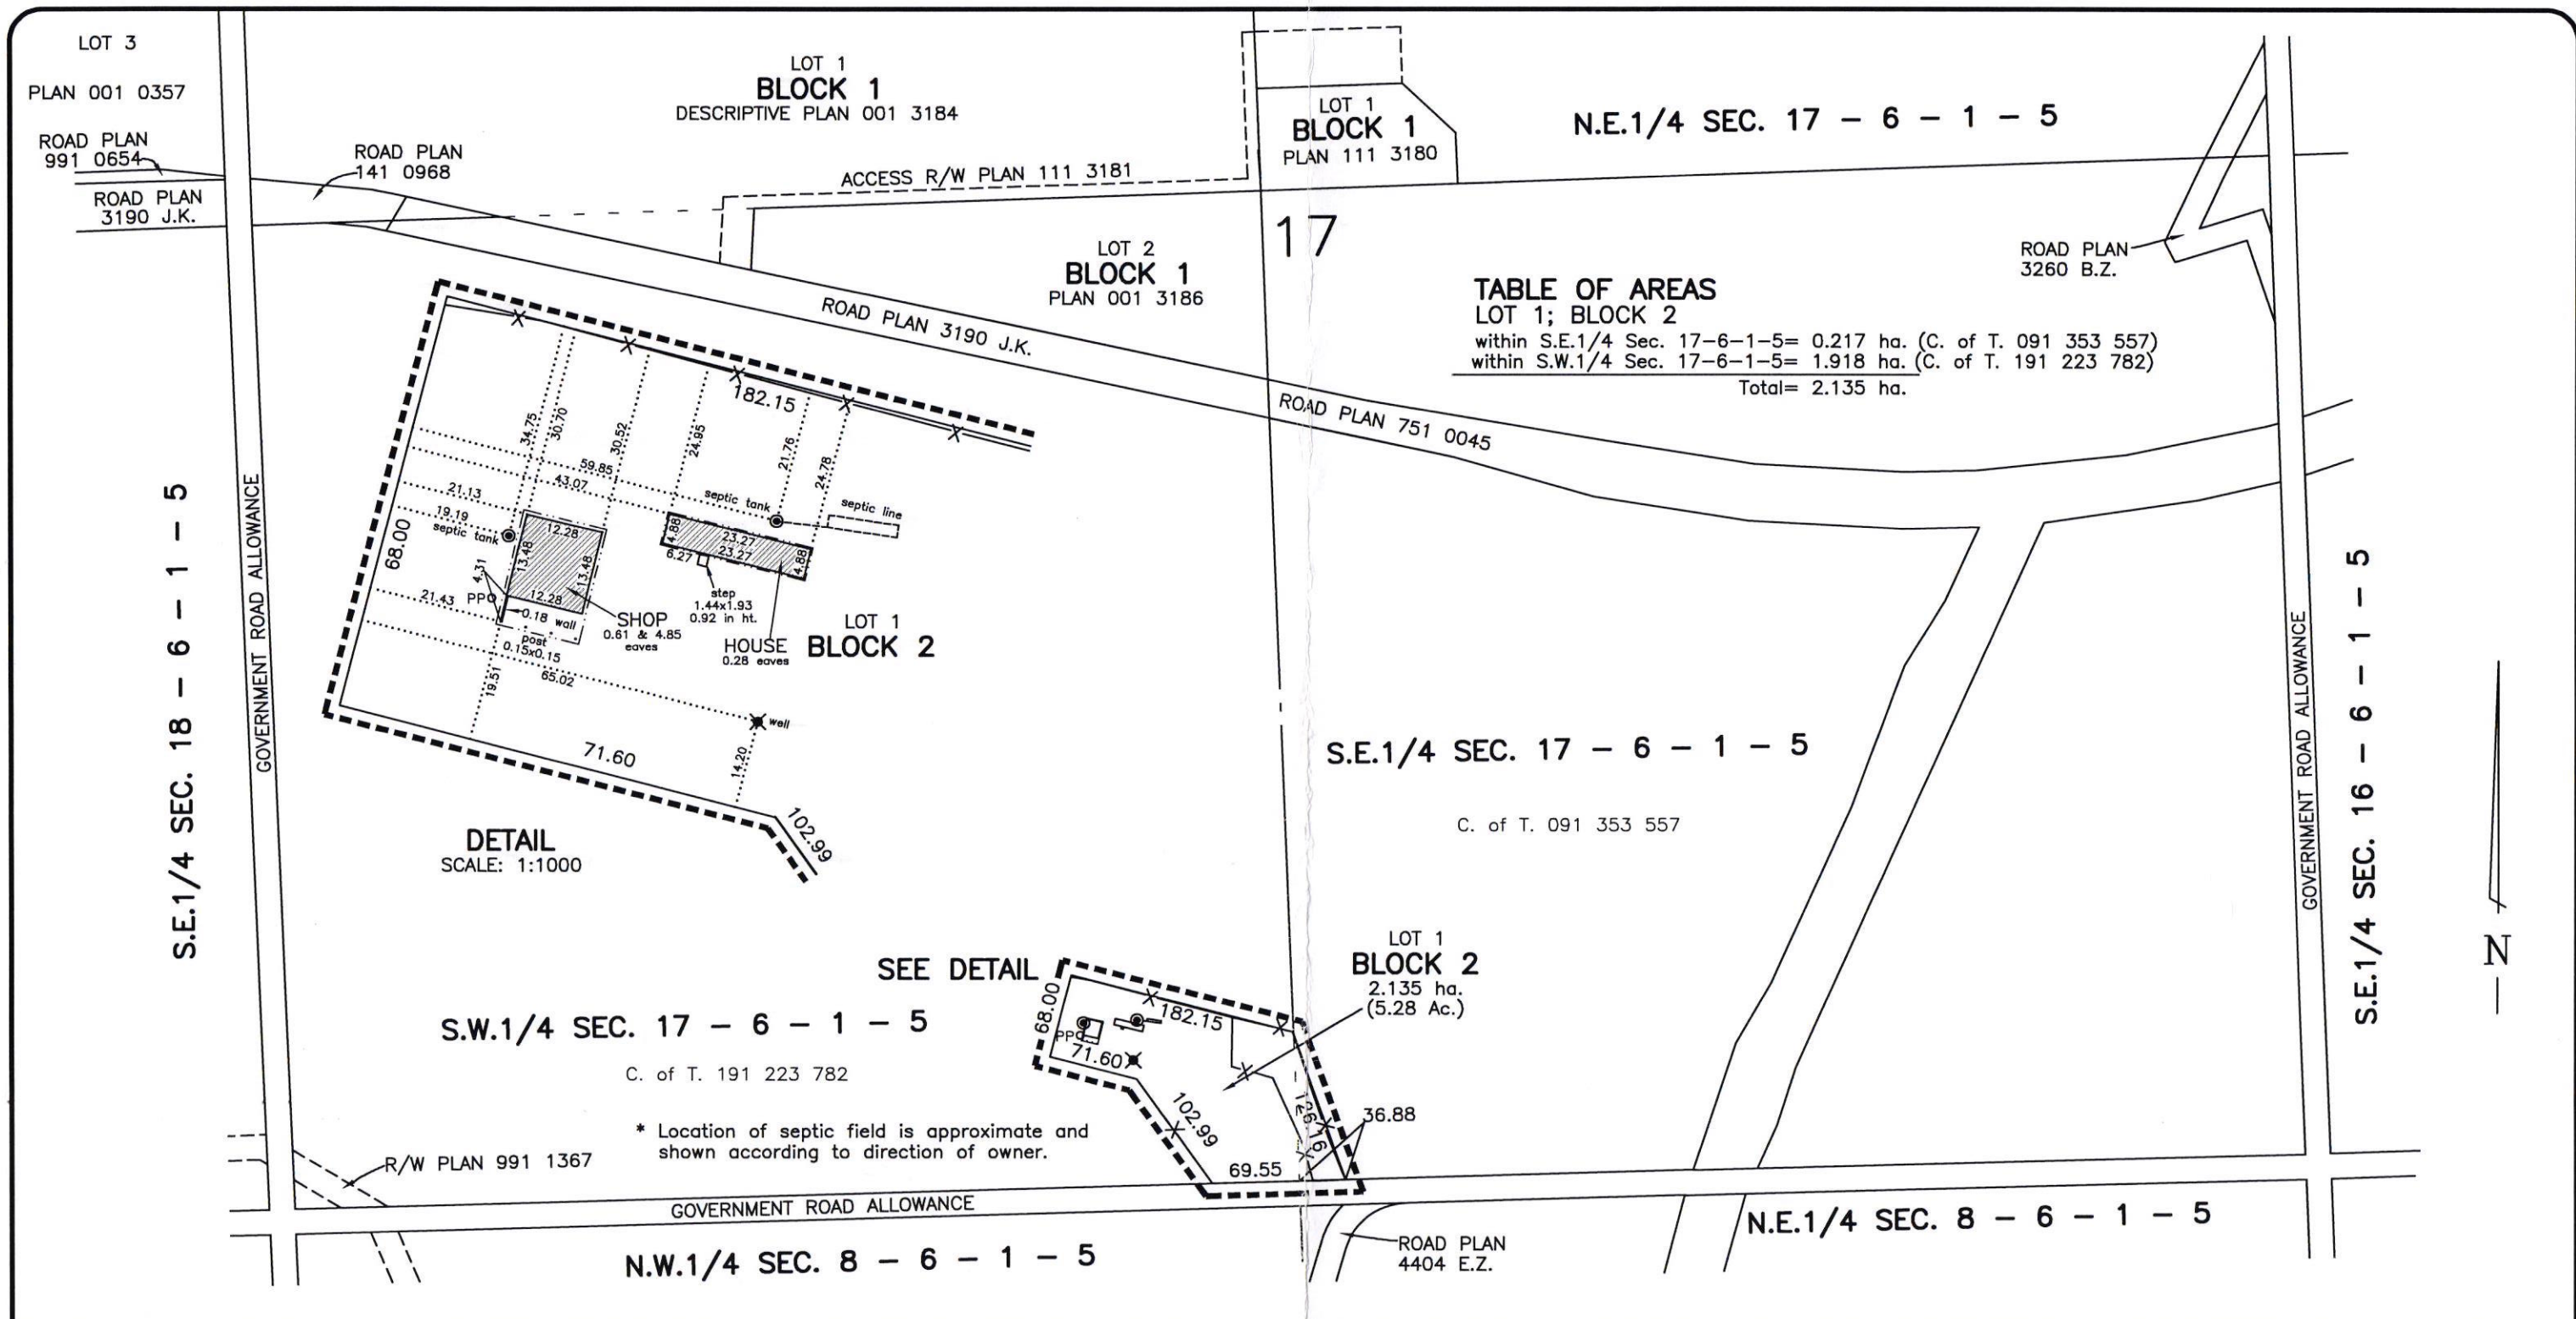 LOT 3
PLAN 001 0357
ROAD PLAN
991 0654
ROAD PLAN
141 0968
ROAD PLAN
3190 J.K.
LOT 1
BLOCK 1
DESCRIPTIVE PLAN 001 3184
ACCESS R/W PLAN 111 3181
LOT 1
BLOCK 1
PLAN 111 3180
N.E.1/4 SEC. 17 – 6 – 1 – 5
17
LOT 2
BLOCK 1
PLAN 001 3186
ROAD PLAN
3260 B.Z.
TABLE OF AREAS
LOT 1; BLOCK 2
within S.E.1/4 Sec. 17-6-1-5= 0.217 ha. (C. of T. 091 353 557)
within S.W.1/4 Sec. 17-6-1-5= 1.918 ha. (C. of T. 191 223 782)
Total= 2.135 ha.
ROAD PLAN 3190 J.K.
ROAD PLAN 751 0045
182.15
34.75
30.70
30.52
24.95
21.76
24.78
59.85
43.07
21.13
19.19
septic tank
septic tank
septic line
68.00
12.28
13.48
13.48
12.28
4.88
23.27
23.27
4.88
6.27
4.31
PP
21.43
0.18 wall
post
0.15x0.15
SHOP
0.61 & 4.85
eaves
step
1.44x1.93
0.92 in ht.
HOUSE
0.28 eaves
LOT 1
BLOCK 2
19.51
65.02
well
14.20
71.60
102.99
DETAIL
SCALE: 1:1000
S.E.1/4 SEC. 18 – 6 – 1 – 5
GOVERNMENT ROAD ALLOWANCE
S.E.1/4 SEC. 17 – 6 – 1 – 5
C. of T. 091 353 557
GOVERNMENT ROAD ALLOWANCE
S.E.1/4 SEC. 16 – 6 – 1 – 5
N
SEE DETAIL
LOT 1
BLOCK 2
2.135 ha.
(5.28 Ac.)
68.00
182.15
PP
71.60
102.99
126.16
36.88
69.55
S.W.1/4 SEC. 17 – 6 – 1 – 5
C. of T. 191 223 782
* Location of septic field is approximate and
shown according to direction of owner.
R/W PLAN 991 1367
GOVERNMENT ROAD ALLOWANCE
N.W.1/4 SEC. 8 – 6 – 1 – 5
ROAD PLAN
4404 E.Z.
N.E.1/4 SEC. 8 – 6 – 1 – 5